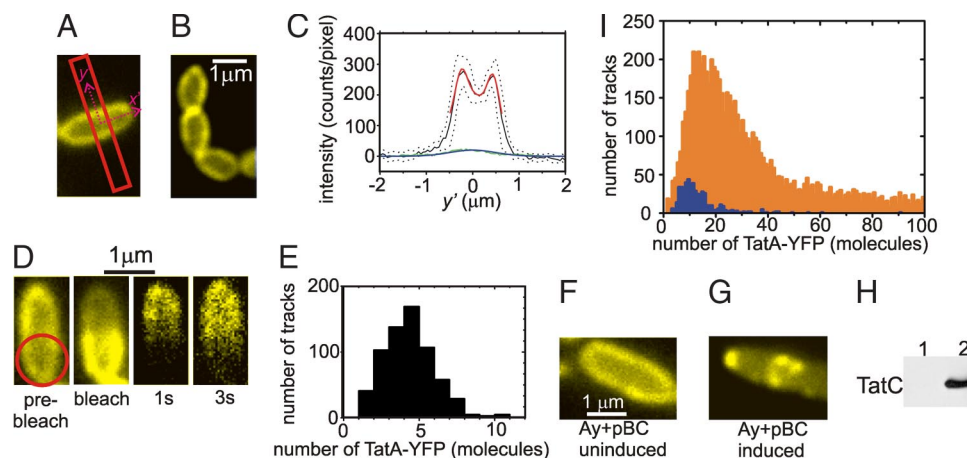 A
B
1μm
y'
x'
C
intensity (counts/pixel)
400
300
200
100
0
-2 -1 0 1 2
y' (μm)
I
number of tracks
250
200
150
100
50
0
0 20 40 60 80 100
number of TatA-YFP (molecules)
D
1μm
pre-
bleach
bleach
1s
3s
E
number of tracks
200
100
0
0 5 10
number of TatA-YFP (molecules)
F
1 μm
Ay+pBC
uninduced
G
Ay+pBC
induced
H
1 2
TatC